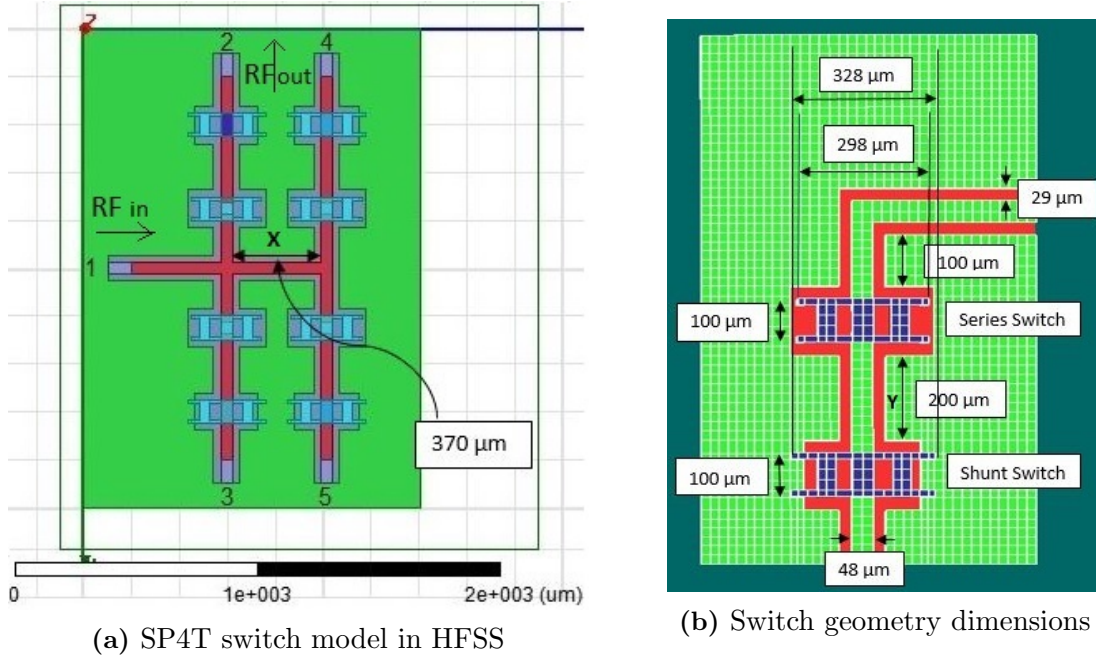 Z
2
4
RF out
RF in
X
1
3
5
370 µm
0
1e+003
2e+003 (um)
(a) SP4T switch model in HFSS
328 µm
298 µm
29 µm
100 µm
100 µm
Series Switch
Y
200 µm
100 µm
Shunt Switch
48 µm
(b) Switch geometry dimensions